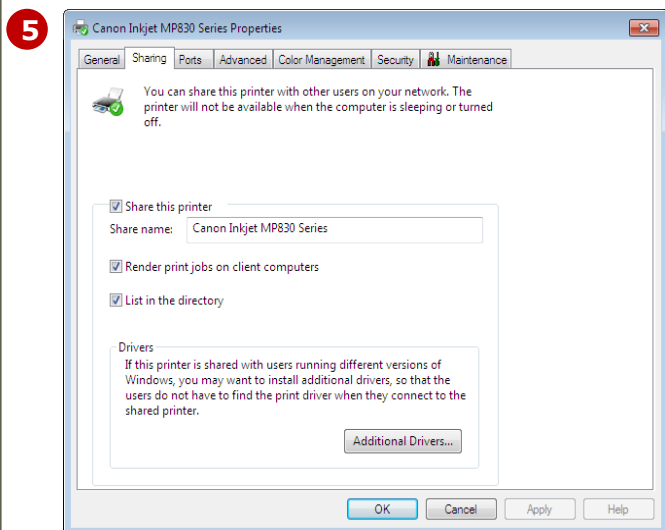 5
Canon Inkjet MP830 Series Properties
General Sharing Ports Advanced Color Management Security Maintenance
You can share this printer with other users on your network. The
printer will not be available when the computer is sleeping or turned
off.
Share this printer
Share name: Canon Inkjet MP830 Series
Render print jobs on client computers
List in the directory
Drivers
If this printer is shared with users running different versions of
Windows, you may want to install additional drivers, so that the
users do not have to find the print driver when they connect to the
shared printer.
Additional Drivers...
OK Cancel Apply Help